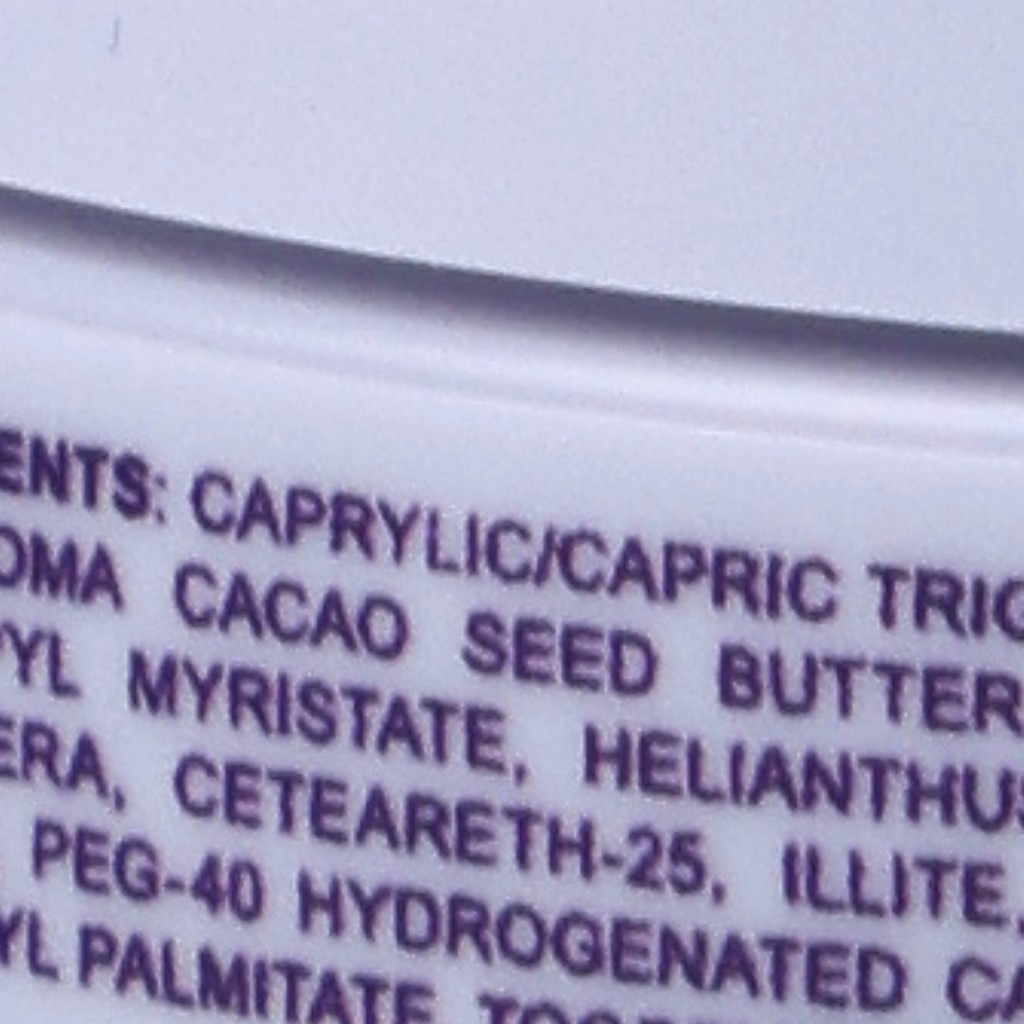 ENTS: CAPRYLIC/CAPRIC TRIG
OMA CACAO SEED BUTTER
YL MYRISTATE, HELIANTHUS
ERA, CETEARETH-25, ILLITE,
PEG-40 HYDROGENATED CA
YL PALMITATE